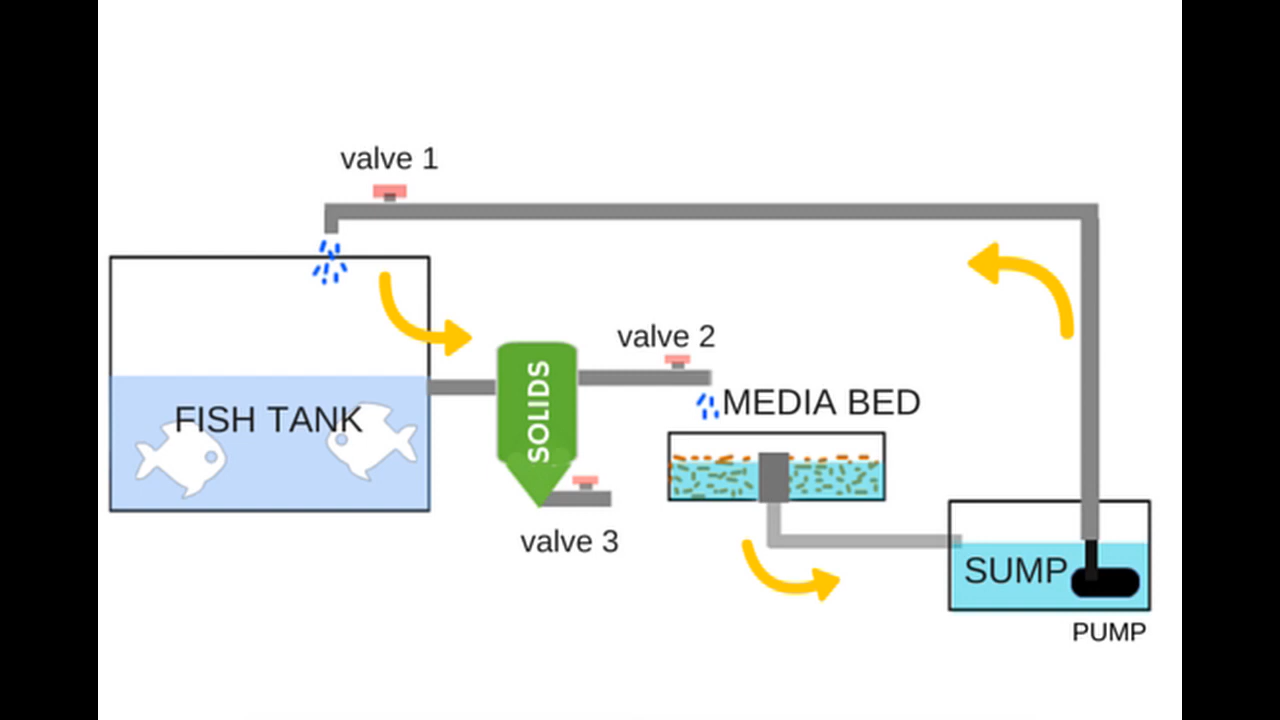 valve 1
valve 2
MEDIA BED
FISH TANK
SOLIDS
valve 3
SUMP
PUMP